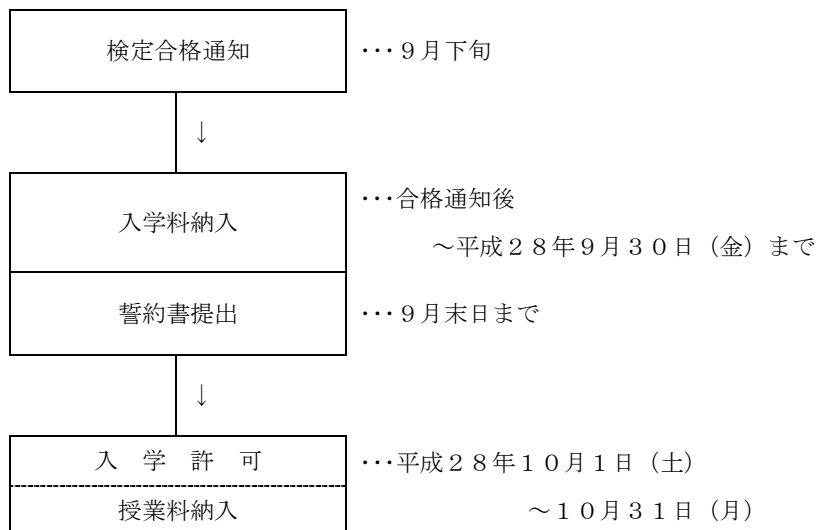 検定合格通知 ･･･９月下旬
↓
入学料納入 ･･･合格通知後
～平成２８年９月３０日（金）まで
誓約書提出 ･･･９月末日まで
↓
入 学 許 可 ･･･平成２８年１０月１日（土）
授業料納入 ～１０月３１日（月）